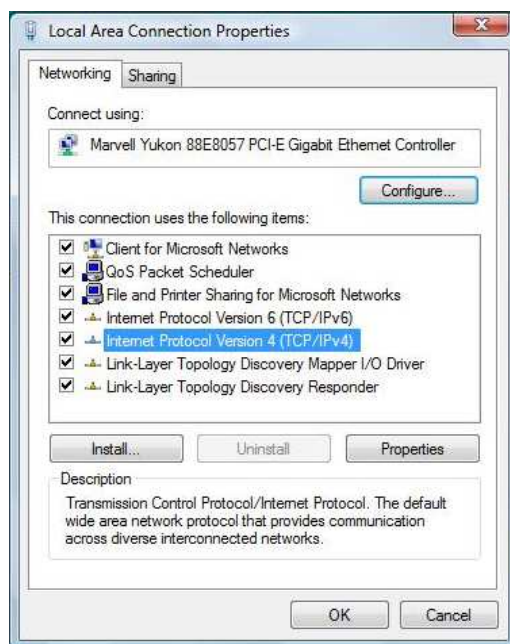 Local Area Connection Properties
Networking
Sharing
Connect using:
Marvell Yukon 88E8057 PCI-E Gigabit Ethernet Controller
Configure...
This connection uses the following items:
Client for Microsoft Networks
QoS Packet Scheduler
File and Printer Sharing for Microsoft Networks
Internet Protocol Version 6 (TCP/IPv6)
Internet Protocol Version 4 (TCP/IPv4)
Link-Layer Topology Discovery Mapper I/O Driver
Link-Layer Topology Discovery Responder
Install...
Uninstall
Properties
Description
Transmission Control Protocol/Internet Protocol. The default
wide area network protocol that provides communication
across diverse interconnected networks.
OK
Cancel